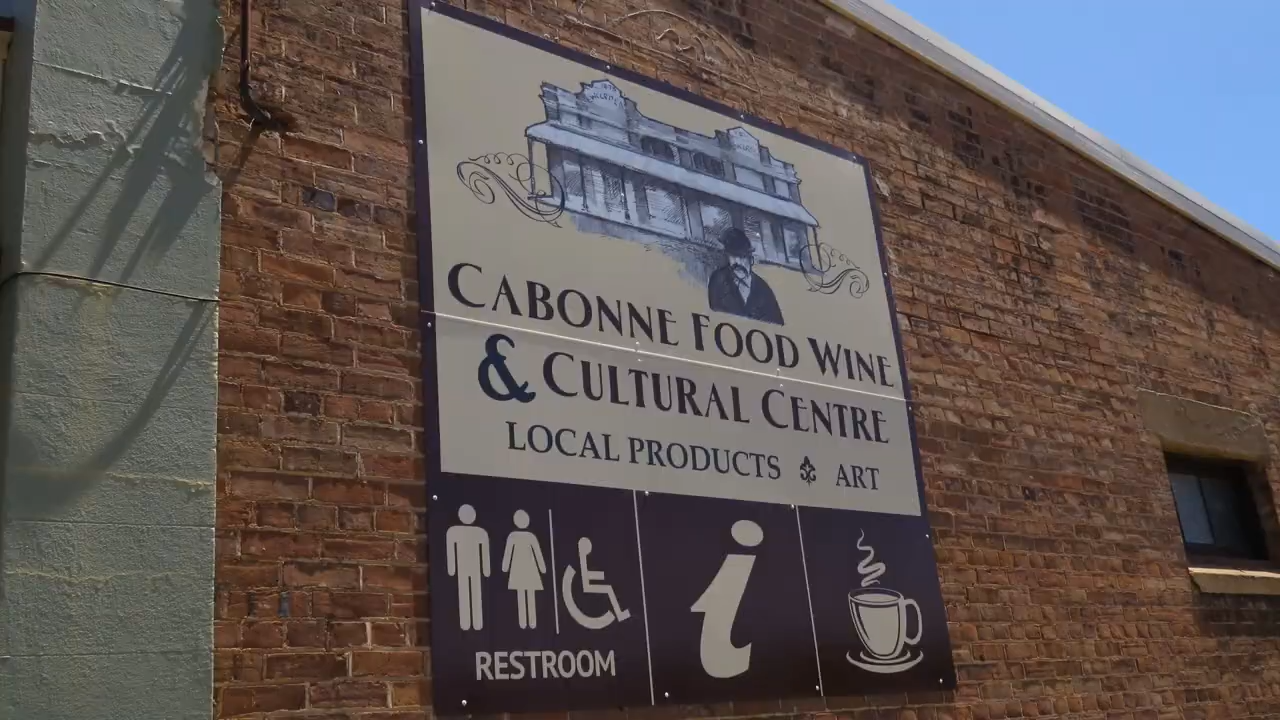 CABONNE FOOD WINE
& CULTURAL CENTRE
LOCAL PRODUCTS ART
RESTROOM
i